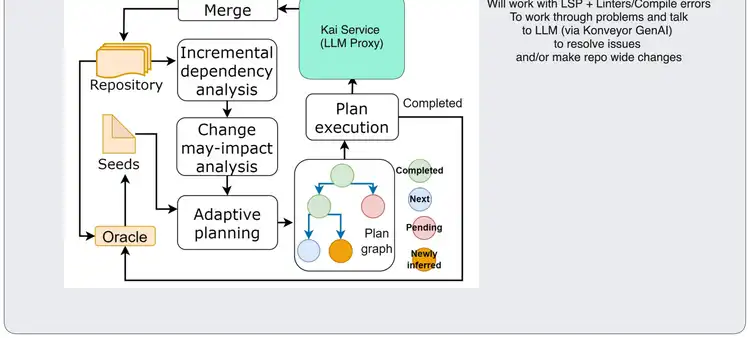 Merge
Kai Service
(LLM Proxy)
Will work with LSP + Linters/Compile errors
To work through problems and talk
to LLM (via Konveyor GenAI)
to resolve issues
and/or make repo wide changes
Repository
Incremental
dependency
analysis
Plan
execution
Completed
Change
may-impact
analysis
Seeds
Adaptive
planning
Oracle
Plan
graph
Completed
Next
Pending
Newly
inferred